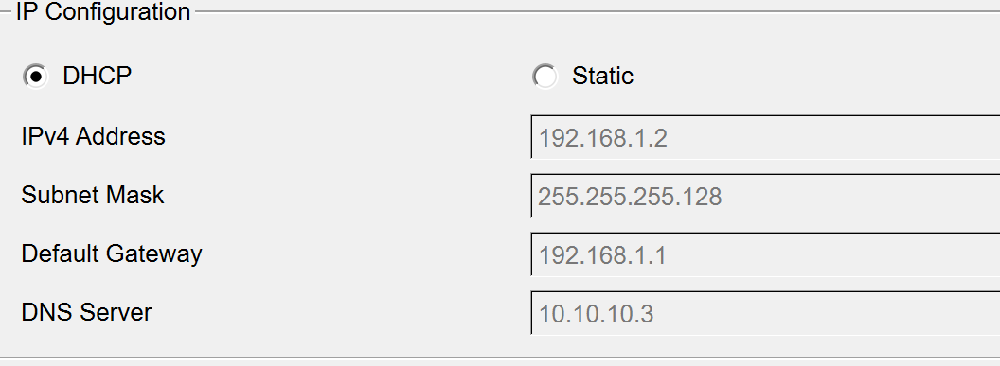 IP Configuration
DHCP Static
IPv4 Address 192.168.1.2
Subnet Mask 255.255.255.128
Default Gateway 192.168.1.1
DNS Server 10.10.10.3